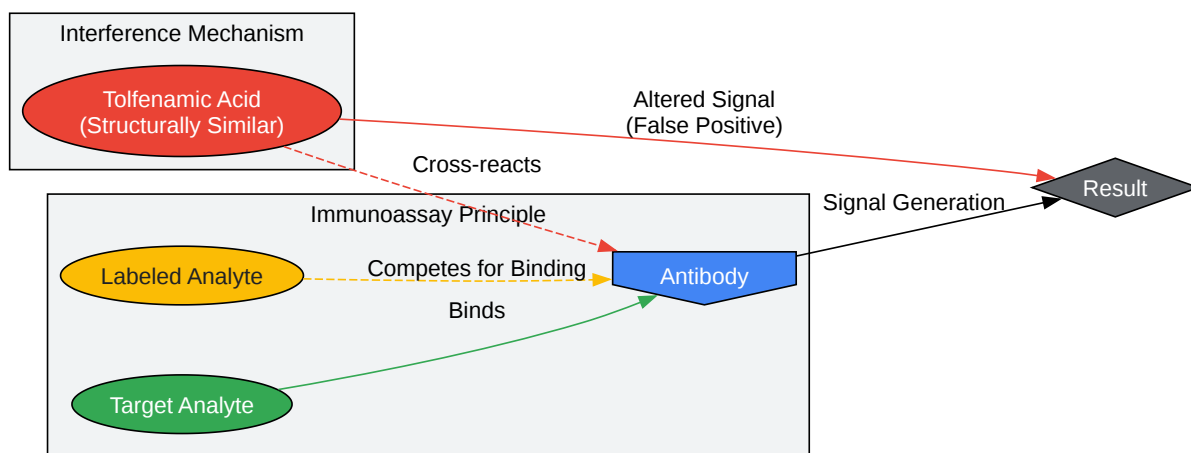 Interference Mechanism
Tolfenamic Acid
(Structurally Similar)
Altered Signal
(False Positive)
Cross-reacts
Result
Signal Generation
Immunoassay Principle
Labeled Analyte
Competes for Binding
Antibody
Binds
Target Analyte